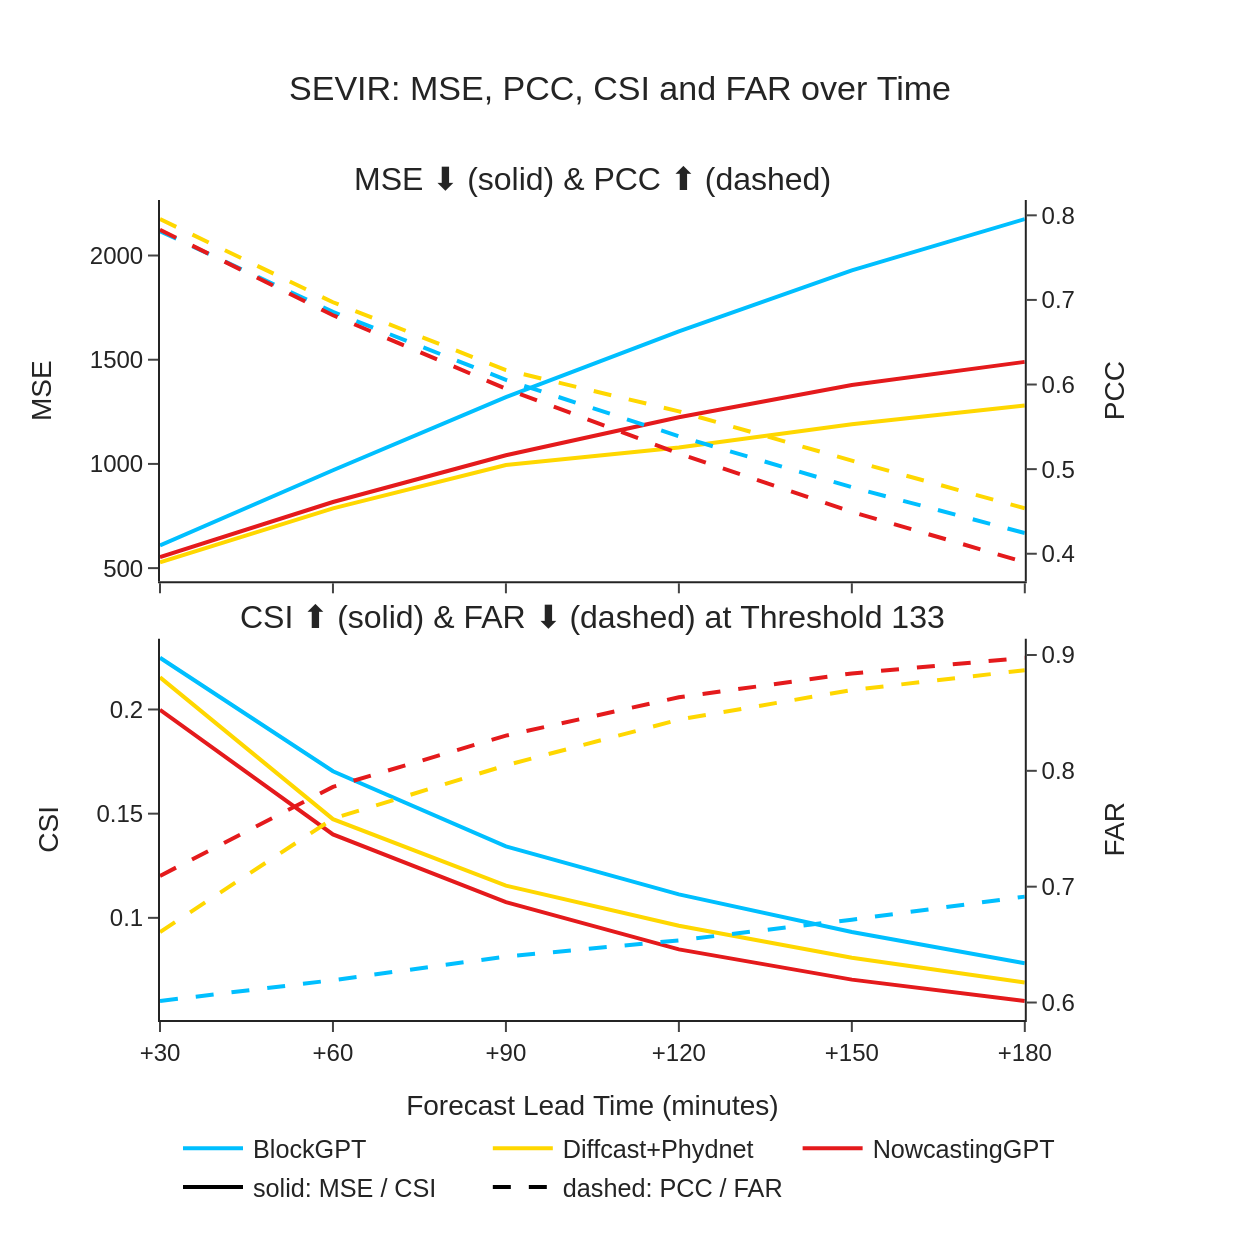 SEVIR: MSE, PCC, CSI and FAR over Time
MSE ⬇ (solid) & PCC ⬆ (dashed)
2000
1500
1000
500
MSE
0.8
0.7
0.6
0.5
0.4
PCC
CSI ⬆ (solid) & FAR ⬇ (dashed) at Threshold 133
0.2
0.15
0.1
CSI
0.9
0.8
0.7
0.6
FAR
+30 +60 +90 +120 +150 +180
Forecast Lead Time (minutes)
BlockGPT Diffcast+Phydnet NowcastingGPT
solid: MSE / CSI dashed: PCC / FAR